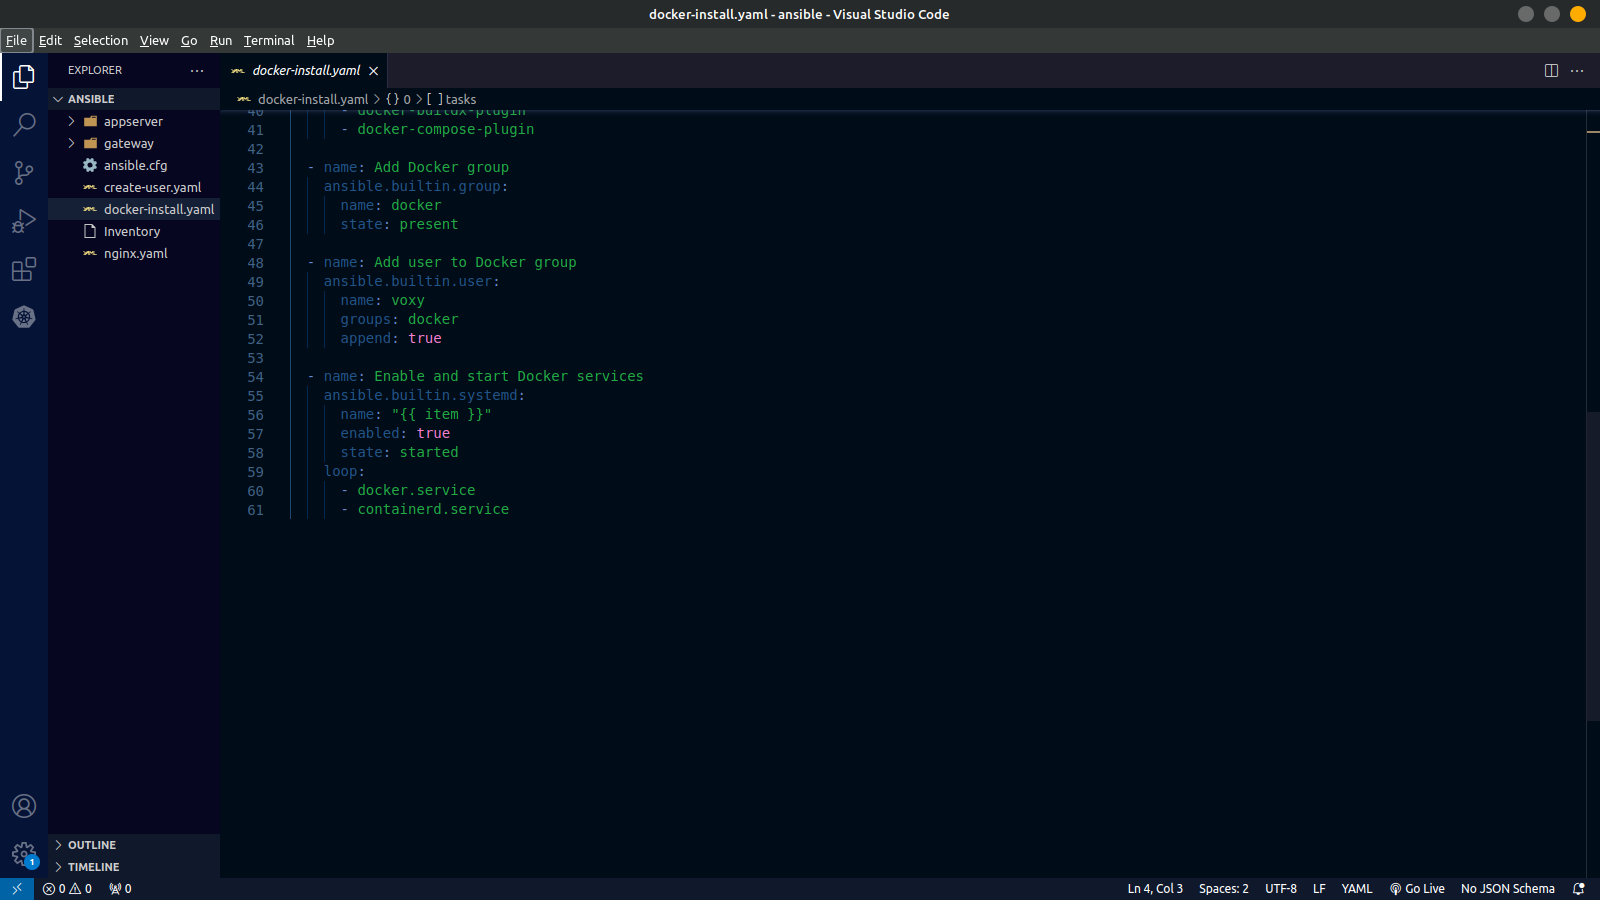 docker-install.yaml - ansible - Visual Studio Code
File Edit Selection View Go Run Terminal Help
EXPLORER
docker-install.yaml
ANSIBLE
docker-install.yaml > {} 0 > [ ] tasks
appserver
gateway
ansible.cfg
create-user.yaml
docker-install.yaml
Inventory
nginx.yaml
40 - docker-buildx-plugin
41 - docker-compose-plugin
42
43 - name: Add Docker group
44 ansible.builtin.group:
45 name: docker
46 state: present
47
48 - name: Add user to Docker group
49 ansible.builtin.user:
50 name: voxy
51 groups: docker
52 append: true
53
54 - name: Enable and start Docker services
55 ansible.builtin.systemd:
56 name: "{{ item }}"
57 enabled: true
58 state: started
59 loop:
60 - docker.service
61 - containerd.service
OUTLINE
TIMELINE
1
0 0 0 Ln 4, Col 3 Spaces: 2 UTF-8 LF YAML Go Live No JSON Schema